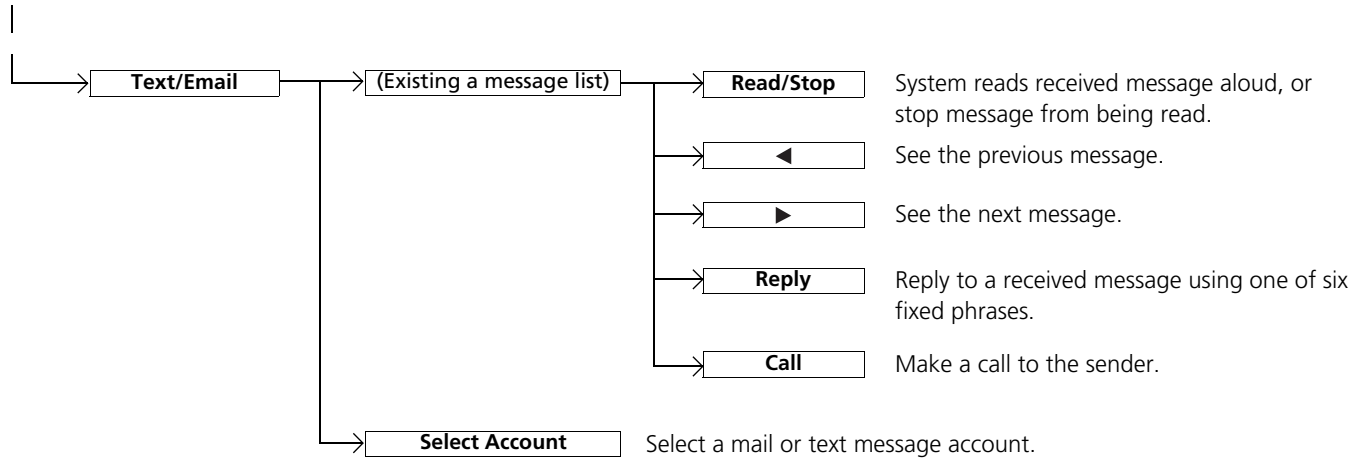 Text/Email
(Existing a message list)
Read/Stop
System reads received message aloud, or
stop message from being read.
◀
See the previous message.
▶
See the next message.
Reply
Reply to a received message using one of six
fixed phrases.
Call
Make a call to the sender.
Select Account
Select a mail or text message account.